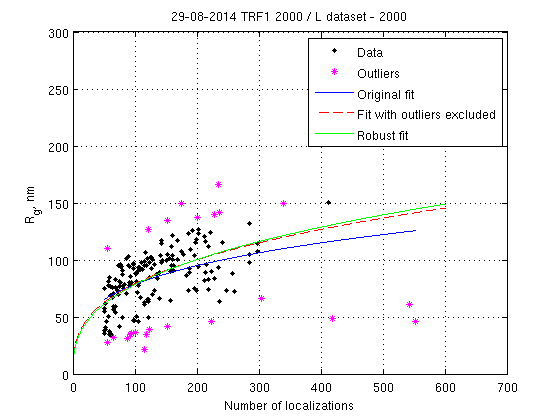 29-08-2014 TRF1 2000 / L dataset - 2000
300
250
200
150
100
50
0
R_g, nm
Data
Outliers
Original fit
Fit with outliers excluded
Robust fit
0 100 200 300 400 500 600 700
Number of localizations